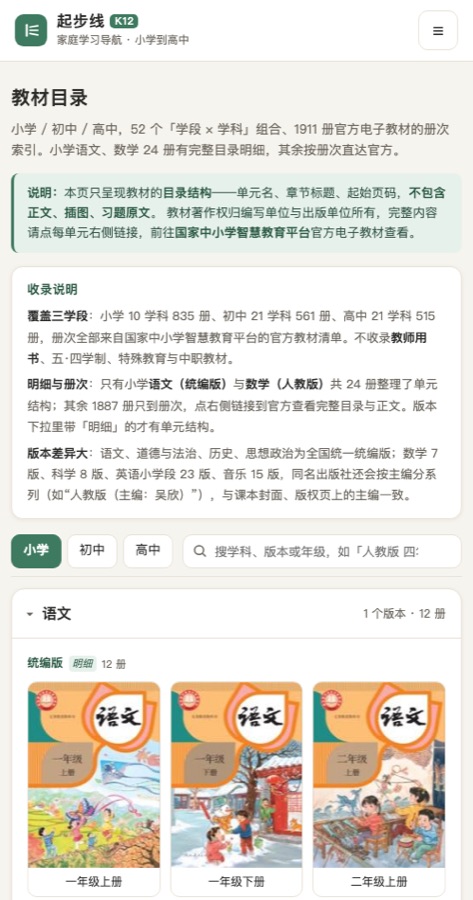 起步线 K12
家庭学习导航 · 小学到高中
教材目录
小学 / 初中 / 高中，52 个「学段 × 学科」组合、1911 册官方电子教材的册次
索引。小学语文、数学 24 册有完整目录明细，其余按册次直达官方。
说明：本页只呈现教材的目录结构——单元名、章节标题、起始页码，不包含
正文、插图、习题原文。 教材著作权归编写单位与出版单位所有，完整内容
请点每单元右侧链接，前往国家中小学智慧教育平台官方电子教材查看。
收录说明
覆盖三学段：小学 10 学科 835 册、初中 21 学科 561 册、高中 21 学科 515
册，册次全部来自国家中小学智慧教育平台的官方教材清单。不收录教师用
书、五·四学制、特殊教育与中职教材。
明细与册次：只有小学语文（统编版）与数学（人教版）共 24 册整理了单元
结构；其余 1887 册只到册次，点右侧链接到官方查看完整目录与正文。版本
下拉里带「明细」的才有单元结构。
版本差异大：语文、道德与法治、历史、思想政治为全国统一统编版；数学 7
版、科学 8 版、英语小学段 23 版、音乐 15 版，同名出版社还会按主编分系
列（如“人教版（主编：吴欣）”），与课本封面、版权页上的主编一致。
小学 初中 高中 搜学科、版本或年级，如「人教版 四
语文 1 个版本 · 12 册
统编版 明细 12 册
语文 语文 语文
一年级 一年级 二年级
上册 下册 上册
一年级上册 一年级下册 二年级上册